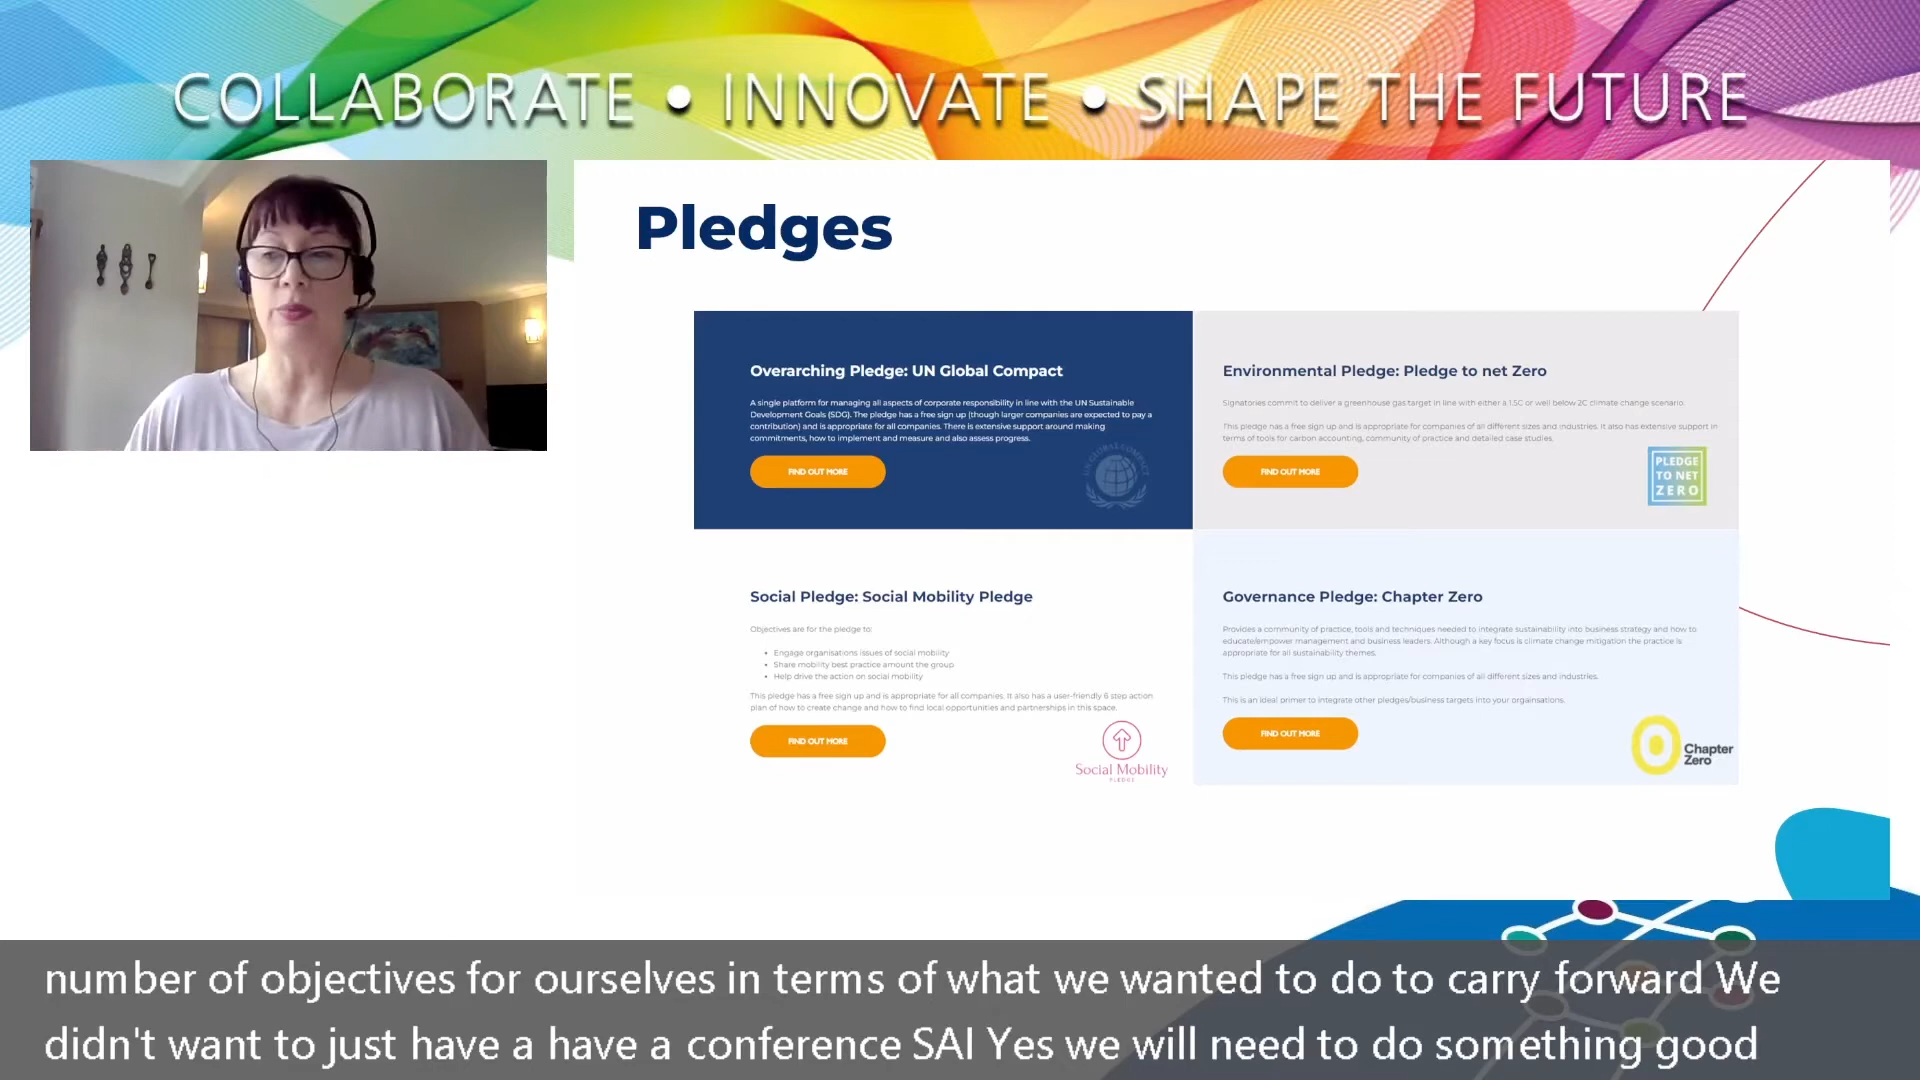 COLLABORATE • INNOVATE • SHAPE THE FUTURE
Pledges
Overarching Pledge: UN Global Compact
A single platform for managing all aspects of corporate responsibility in line with the UN Sustainable
Development Goals (SDG). The pledge has a free sign up (though larger companies are expected to pay a
contribution) and is appropriate for all companies. There is extensive support around making
commitments, how to implement and measure and also assess progress.
FIND OUT MORE
UN GLOBAL COMPACT
Environmental Pledge: Pledge to net Zero
Signatories commit to deliver a greenhouse gas target in line with either a 1.5C or well below 2C climate change scenario.
This pledge has a free sign up and is appropriate for companies of all different sizes and industries. It also has extensive support in
terms of tools for carbon accounting, community of practice and detailed case studies.
FIND OUT MORE
PLEDGE
TO NET
ZERO
Social Pledge: Social Mobility Pledge
Objectives are for the pledge to:
• Engage organisations issues of social mobility
• Share mobility best practice amount the group
• Help drive the action on social mobility
This pledge has a free sign up and is appropriate for all companies. It also has a user-friendly 6 step action
plan of how to create change and how to find local opportunities and partnerships in this space.
FIND OUT MORE
Social Mobility
PLEDGE
Governance Pledge: Chapter Zero
Provides a community of practice, tools and techniques needed to integrate sustainability into business strategy and how to
educate/empower management and business leaders. Although a key focus is climate change mitigation the practice is
appropriate for all sustainability themes.
This pledge has a free sign up and is appropriate for companies of all different sizes and industries.
This is an ideal primer to integrate other pledges/business targets into your orgainsations.
FIND OUT MORE
Chapter
Zero
number of objectives for ourselves in terms of what we wanted to do to carry forward We
didn't want to just have a have a conference SAI Yes we will need to do something good